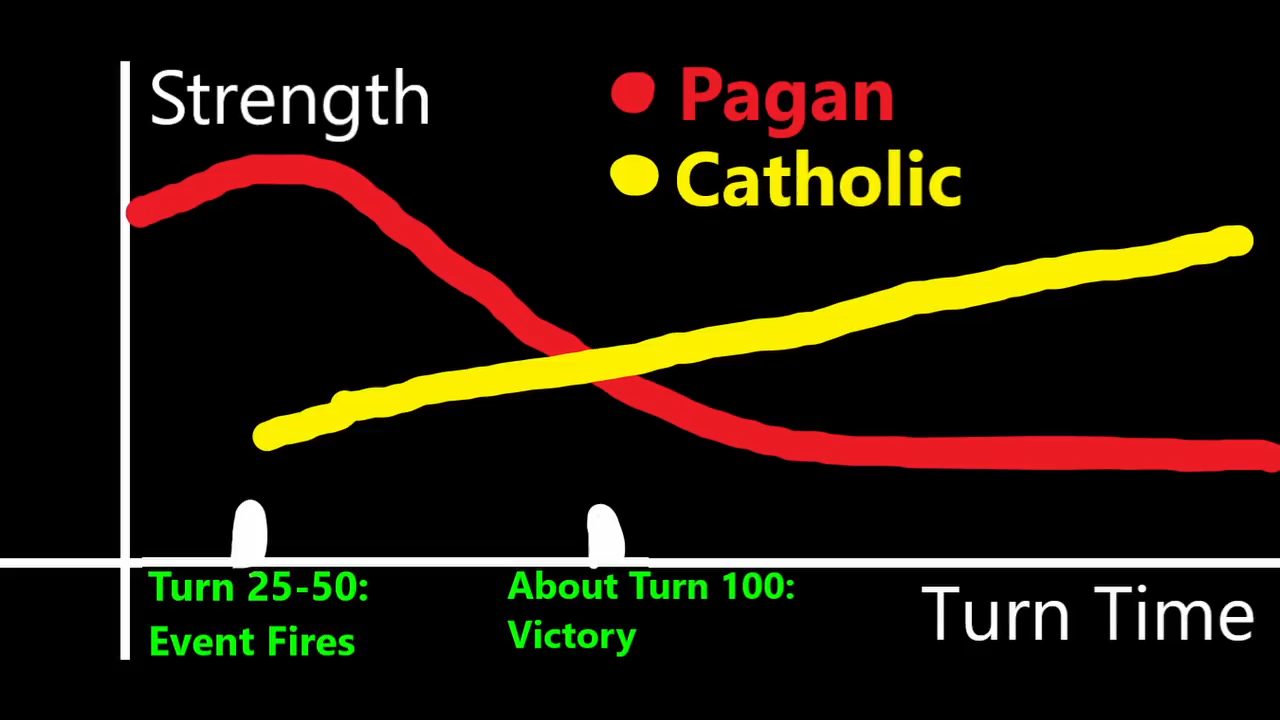 Strength
Pagan
Catholic
Turn 25-50:
Event Fires
About Turn 100:
Victory
Turn Time